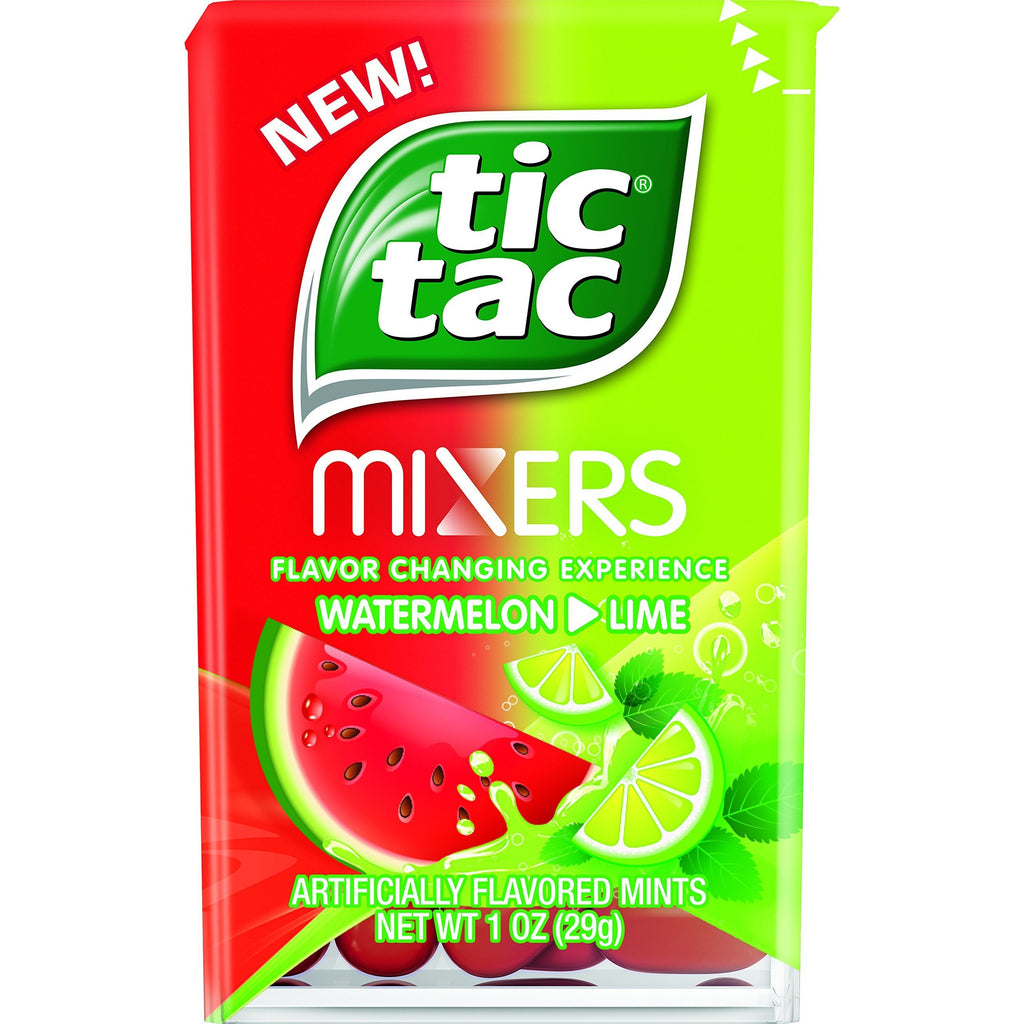 NEW!
tic
tac®
MIXERS
FLAVOR CHANGING EXPERIENCE
WATERMELON ▷ LIME
ARTIFICIALLY FLAVORED MINTS
NET WT 1 OZ (29g)